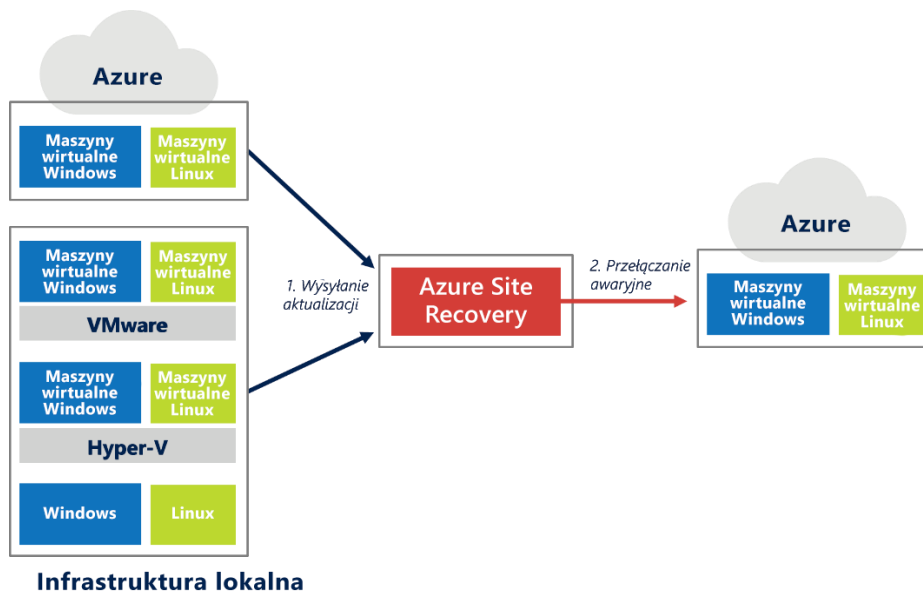 Azure
Maszyny
wirtualne
Windows
Maszyny
wirtualne
Linux
Maszyny
wirtualne
Windows
Maszyny
wirtualne
Linux
VMware
Maszyny
wirtualne
Windows
Maszyny
wirtualne
Linux
Hyper-V
Windows
Linux
Infrastruktura lokalna
1. Wysyłanie
aktualizacji
Azure Site
Recovery
2. Przełączanie
awaryjne
Azure
Maszyny
wirtualne
Windows
Maszyny
wirtualne
Linux